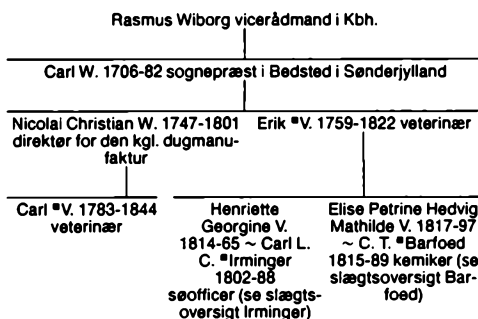 Rasmus Wiborg vicerådmand i Kbh.
Carl W. 1706-82 sognepræst i Bedsted i Sønderjylland
Nicolai Christian W. 1747-1801
direktør for den kgl. dugmanu-
faktur
Erik ■V. 1759-1822 veterinær
Carl ■V. 1783-1844
veterinær
Henriette
Georgine V.
1814-65 ~ Carl L.
C. ■Irminger
1802-88
søofficer (se slægts-
oversigt Irminger)
Elise Petrine Hedvig
Mathilde V. 1817-97
~ C. T. ■Barfoed
1815-89 kemiker (se
slægtsoversigt Bar-
foed)